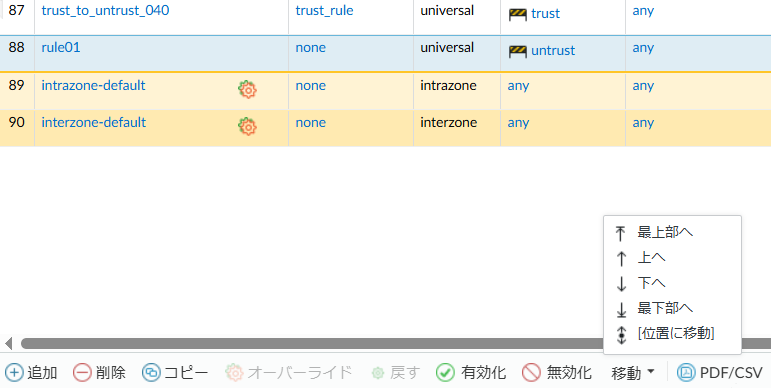 87 trust_to_untrust_040 trust_rule universal trust any
88 rule01 none universal untrust any
89 intrazone-default none intrazone any any
90 interzone-default none interzone any any
最上部へ
上へ
下へ
最下部へ
[位置に移動]
追加 削除 コピー オーバーライド 戻す 有効化 無効化 移動 PDF/CSV